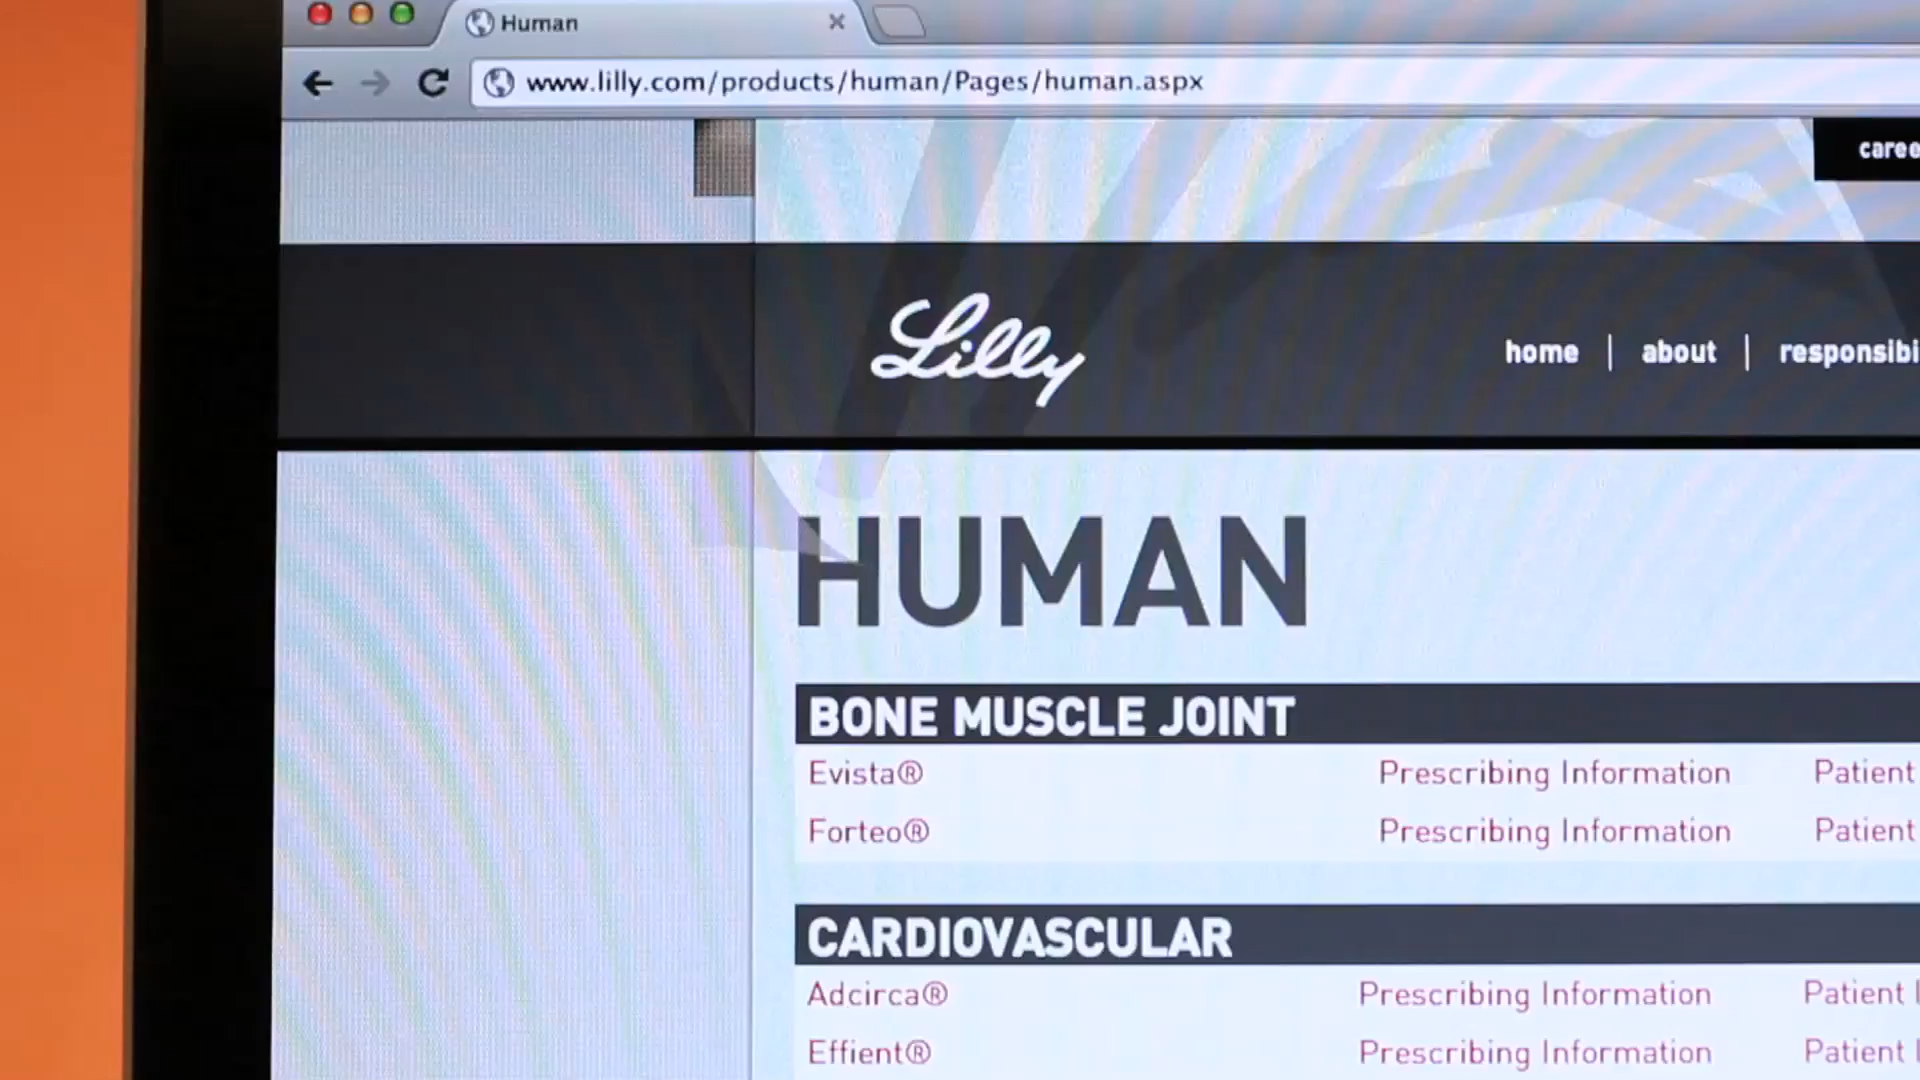 Human
www.lilly.com/products/human/Pages/human.aspx
Lilly
home | about |
HUMAN
BONE MUSCLE JOINT
Evista® Prescribing Information Patient
Forteo® Prescribing Information Patient
CARDIOVASCULAR
Adcirca® Prescribing Information Patient
Effient® Prescribing Information Patient